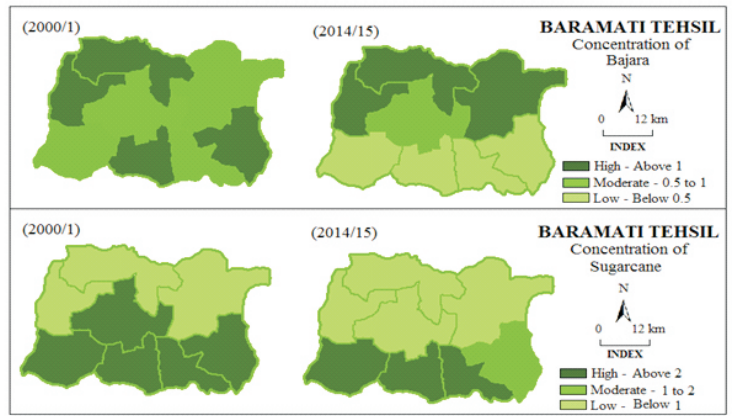 (2000/1)
(2014/15)
BARAMATI TEHSIL
Concentration of
Bajara
N
0 12 km
INDEX
High - Above 1
Moderate - 0.5 to 1
Low - Below 0.5
(2000/1)
(2014/15)
BARAMATI TEHSIL
Concentration of
Sugarcane
N
0 12 km
INDEX
High - Above 2
Moderate - 1 to 2
Low - Below 1